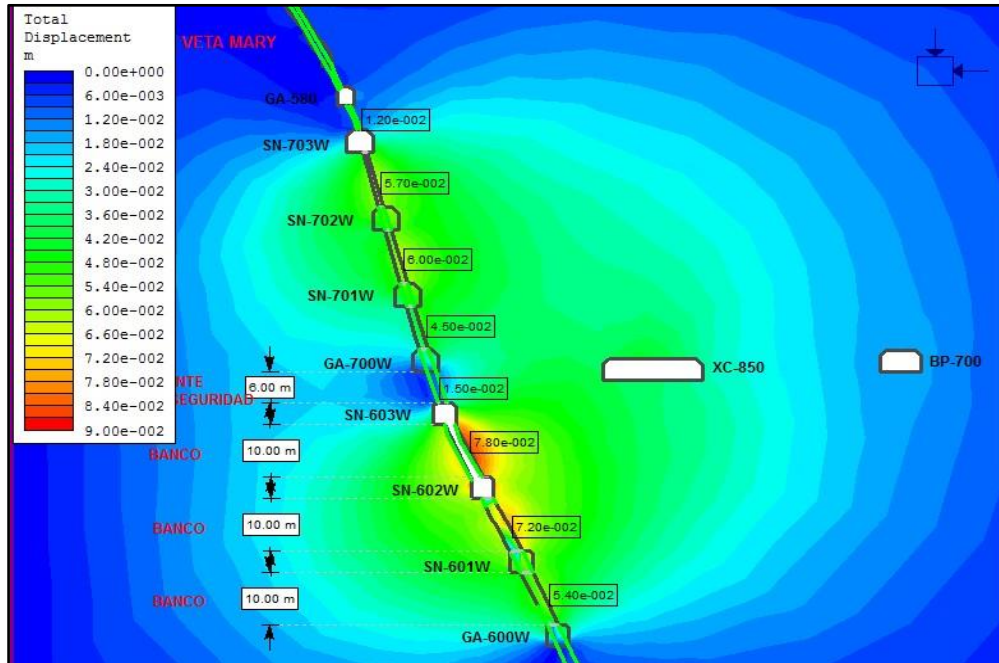 Total
Displacement
m
0.00e+000
6.00e-003
1.20e-002
1.80e-002
2.40e-002
3.00e-002
3.60e-002
4.20e-002
4.80e-002
5.40e-002
6.00e-002
6.60e-002
7.20e-002
7.80e-002
8.40e-002
9.00e-002
VETA MARY
GA-580
1.20e-002
SN-703W
5.70e-002
SN-702W
6.00e-002
SN-701W
4.50e-002
GA-700W
XC-850
BP-700
NTE
6.00 m
1.50e-002
SEGURIDAD
SN-603W
7.80e-002
BANCO
10.00 m
SN-602W
7.20e-002
BANCO
10.00 m
SN-601W
5.40e-002
BANCO
10.00 m
GA-600W